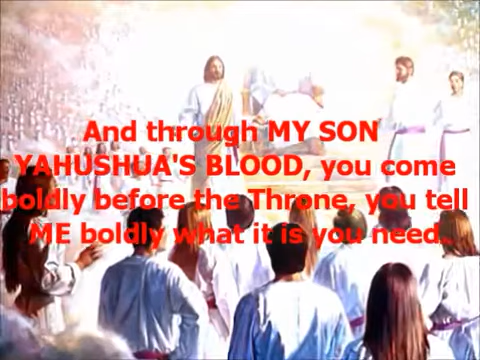 And through MY SON
YAHUSHUA'S BLOOD, you come
boldly before the Throne, you tell
ME boldly what it is you need.